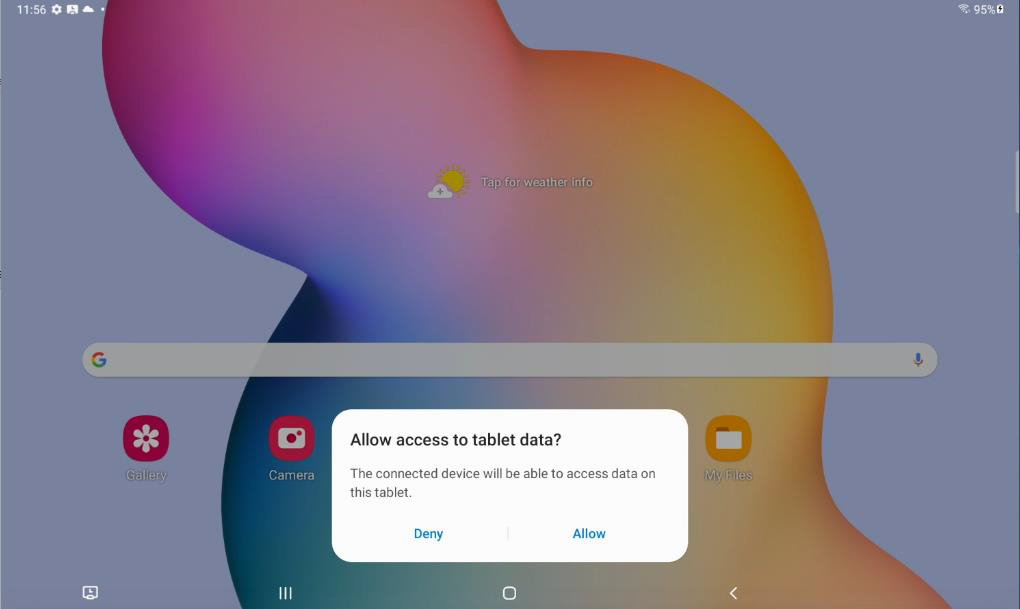 11:56
95%
Tap for weather info
G
Gallery
Camera
My Files
Allow access to tablet data?
The connected device will be able to access data on
this tablet.
Deny
Allow